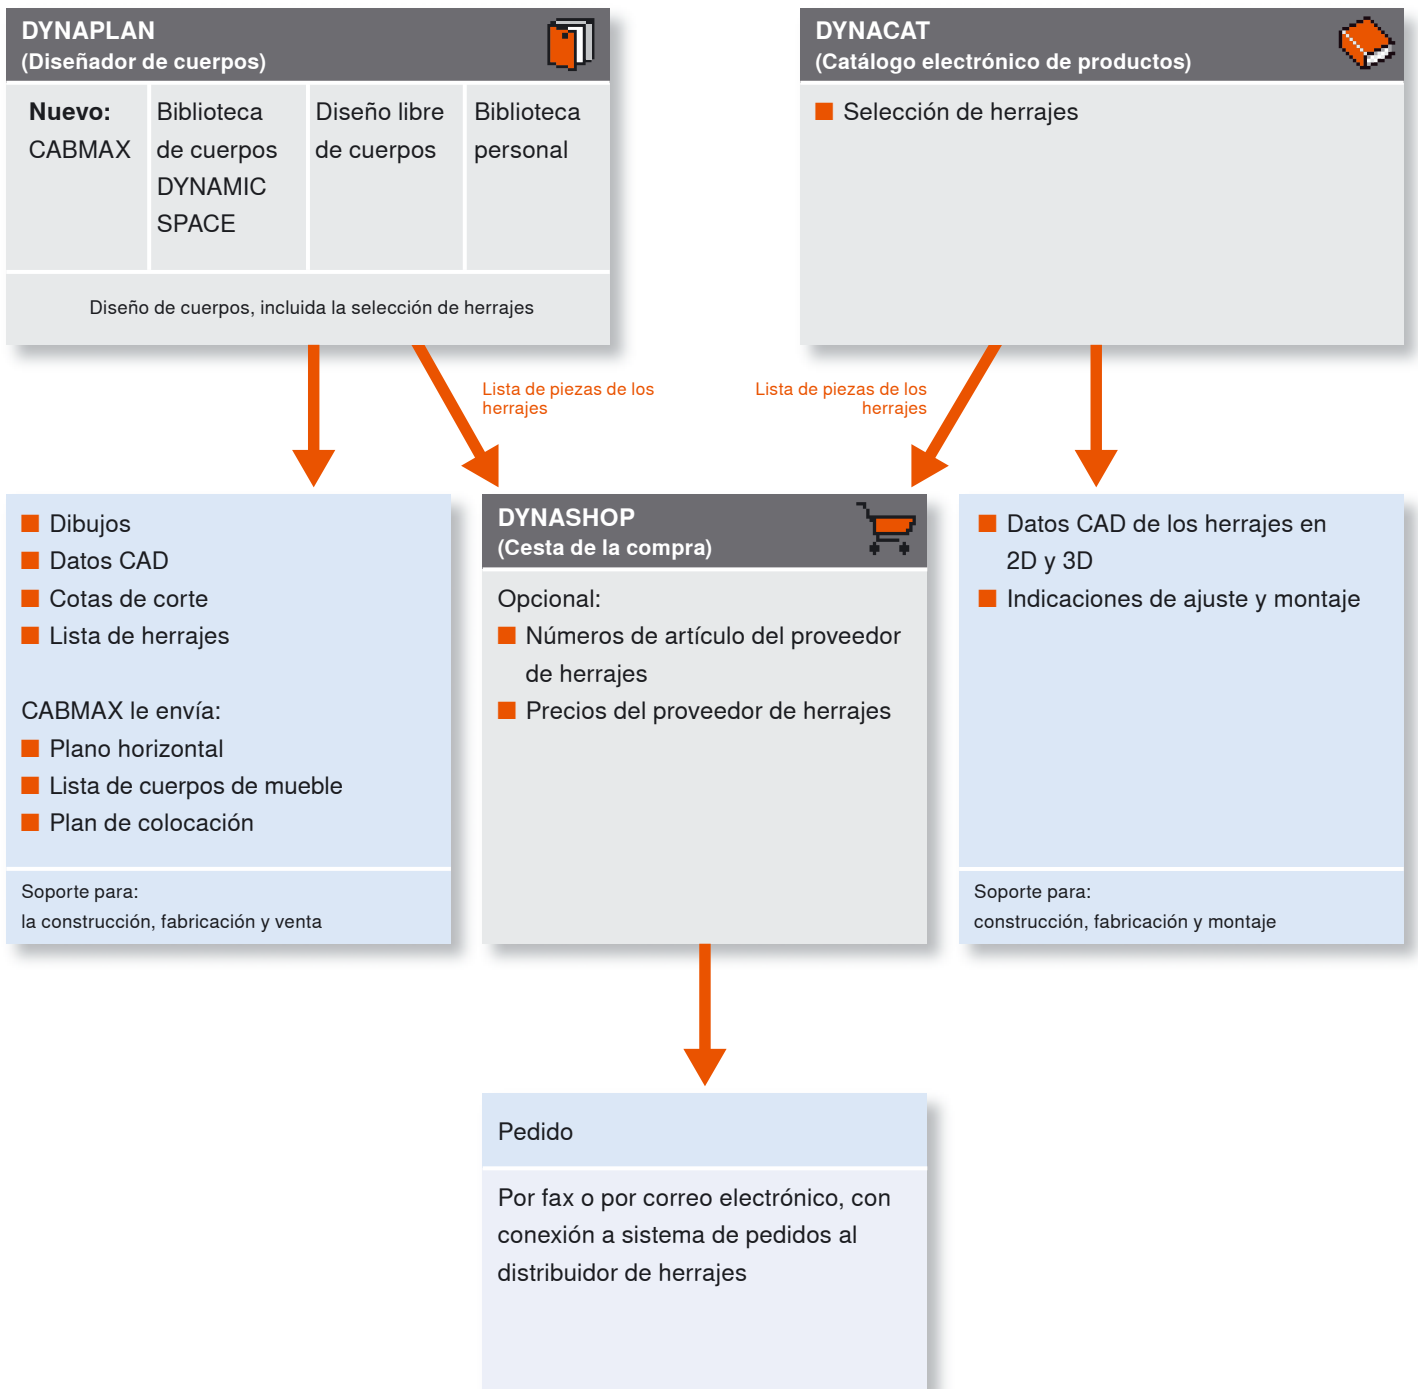 DYNAPLAN
(Diseñador de cuerpos)
Nuevo:
CABMAX
Biblioteca
de cuerpos
DYNAMIC
SPACE
Diseño libre
de cuerpos
Biblioteca
personal
Diseño de cuerpos, incluida la selección de herrajes
DYNACAT
(Catálogo electrónico de productos)
Selección de herrajes
Lista de piezas de los
herrajes
Lista de piezas de los
herrajes
Dibujos
Datos CAD
Cotas de corte
Lista de herrajes
CABMAX le envía:
Plano horizontal
Lista de cuerpos de mueble
Plan de colocación
Soporte para:
la construcción, fabricación y venta
DYNASHOP
(Cesta de la compra)
Opcional:
Números de artículo del proveedor
de herrajes
Precios del proveedor de herrajes
Datos CAD de los herrajes en
2D y 3D
Indicaciones de ajuste y montaje
Soporte para:
construcción, fabricación y montaje
Pedido
Por fax o por correo electrónico, con
conexión a sistema de pedidos al
distribuidor de herrajes